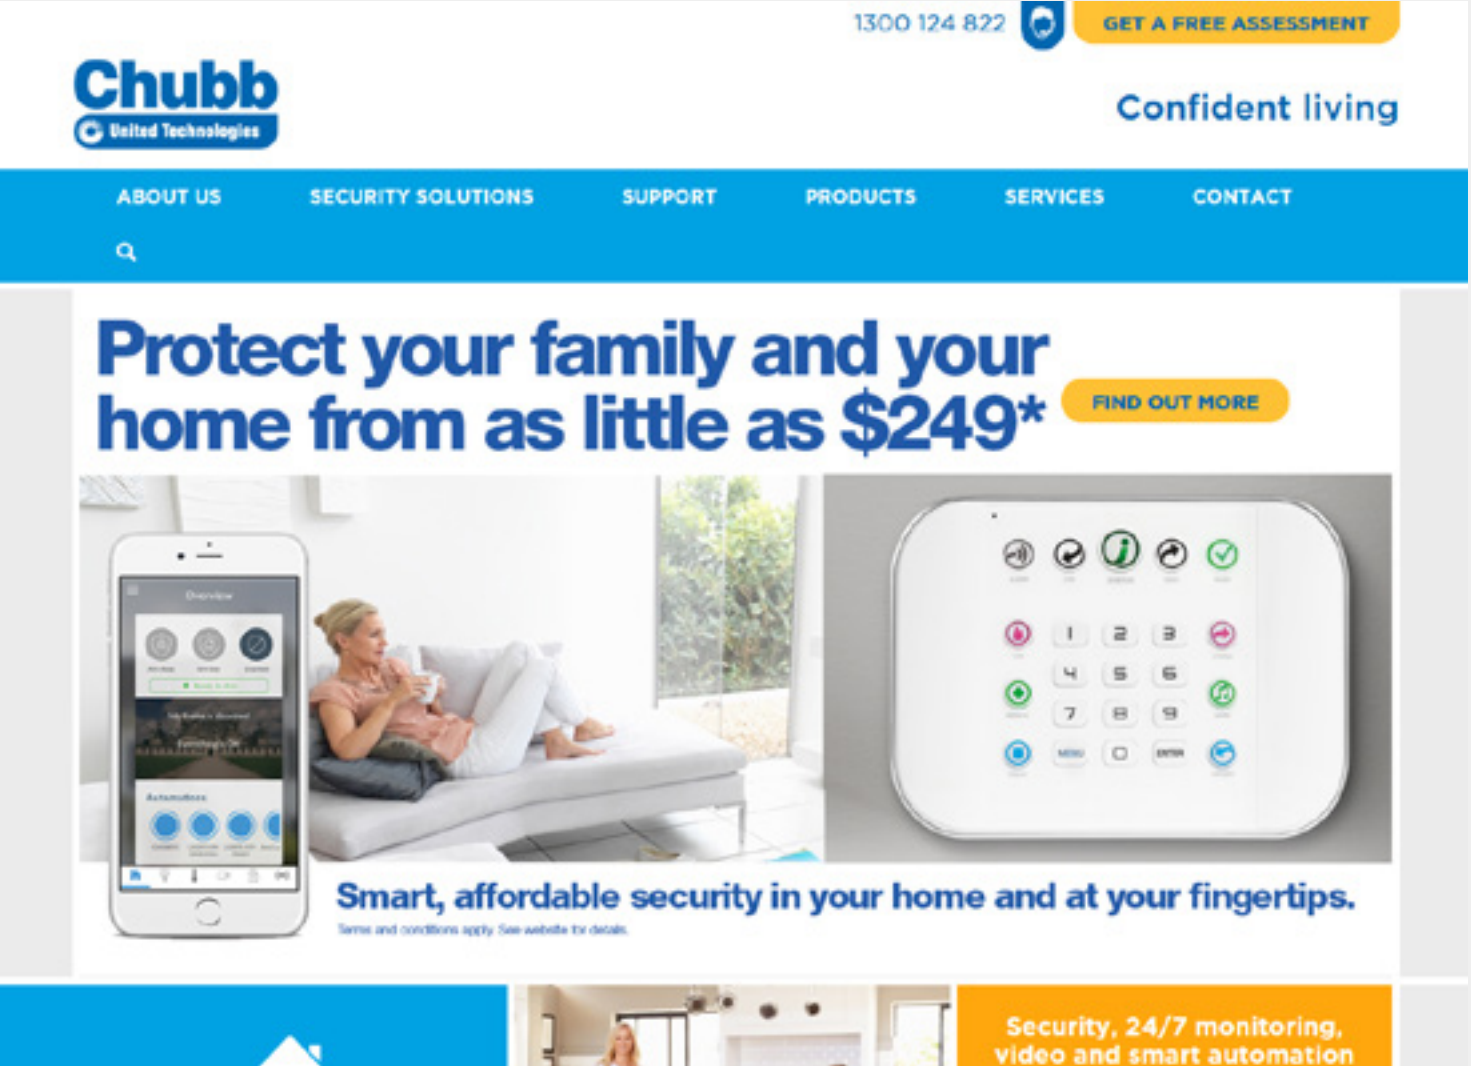 1300 124 822
GET A FREE ASSESSMENT
Chubb
United Technologies
Confident living
ABOUT US
SECURITY SOLUTIONS
SUPPORT
PRODUCTS
SERVICES
CONTACT
Protect your family and your
home from as little as $249*
FIND OUT MORE
Overview
Automations
1 2 3
4 5 6
7 8 9
MENU 0 ENTER
Smart, affordable security in your home and at your fingertips.
Terms and conditions apply. See website for details.
Security, 24/7 monitoring,
video and smart automation